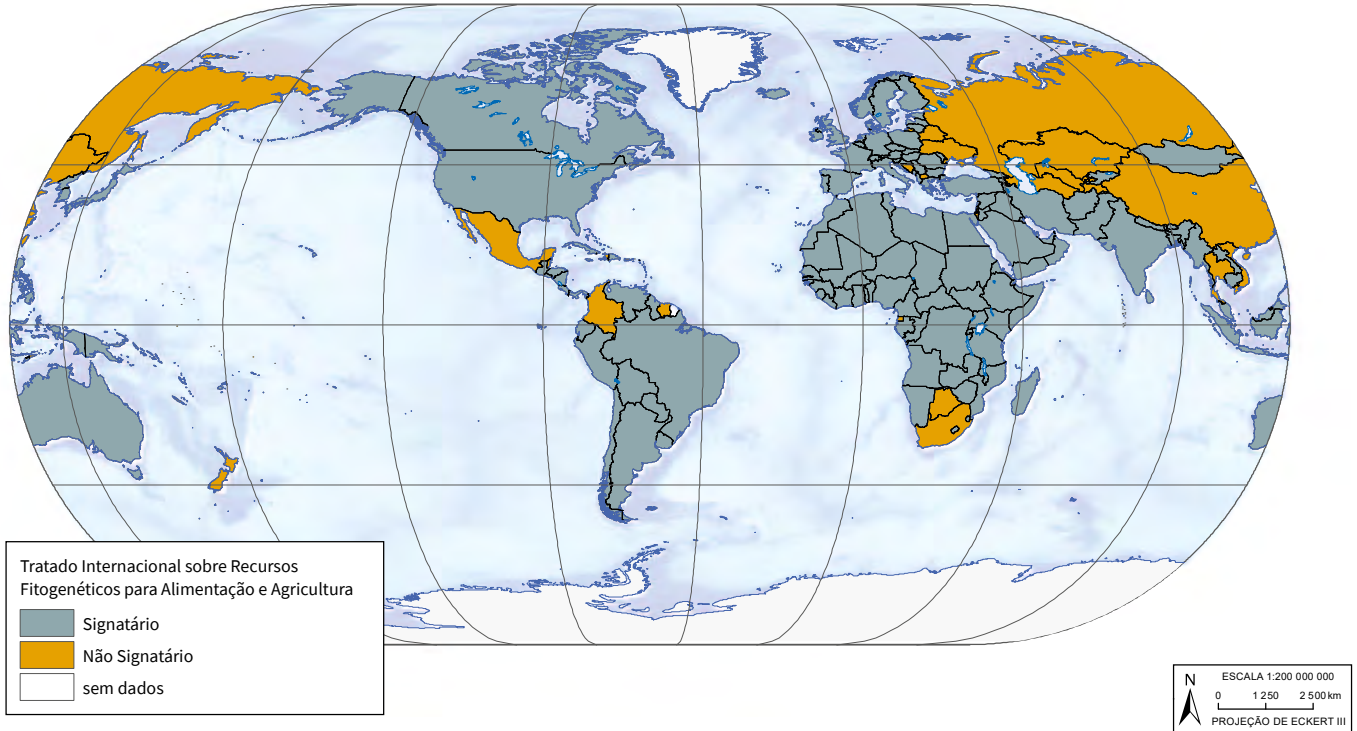 Tratado Internacional sobre Recursos
Fitogenéticos para Alimentação e Agricultura
Signatário
Não Signatário
sem dados
N
ESCALA 1:200 000 000
0 1 250 2 500 km
PROJEÇÃO DE ECKERT III